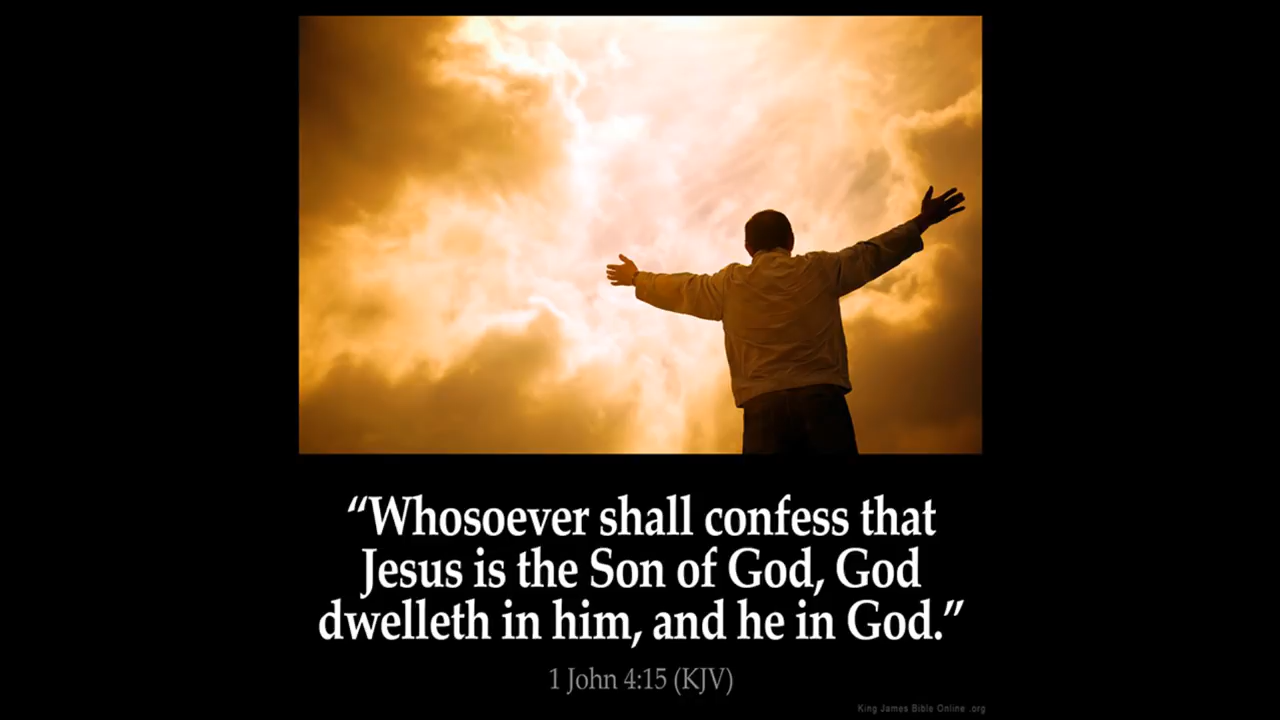 “Whosoever shall confess that
Jesus is the Son of God, God
dwelleth in him, and he in God.”
1 John 4:15 (KJV)
King James Bible Online .org